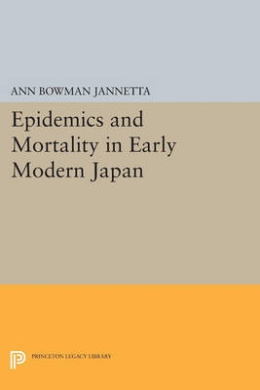 ANN BOWMAN JANNETTA
Epidemics and
Mortality in Early
Modern Japan
P
PRINCETON LEGACY LIBRARY